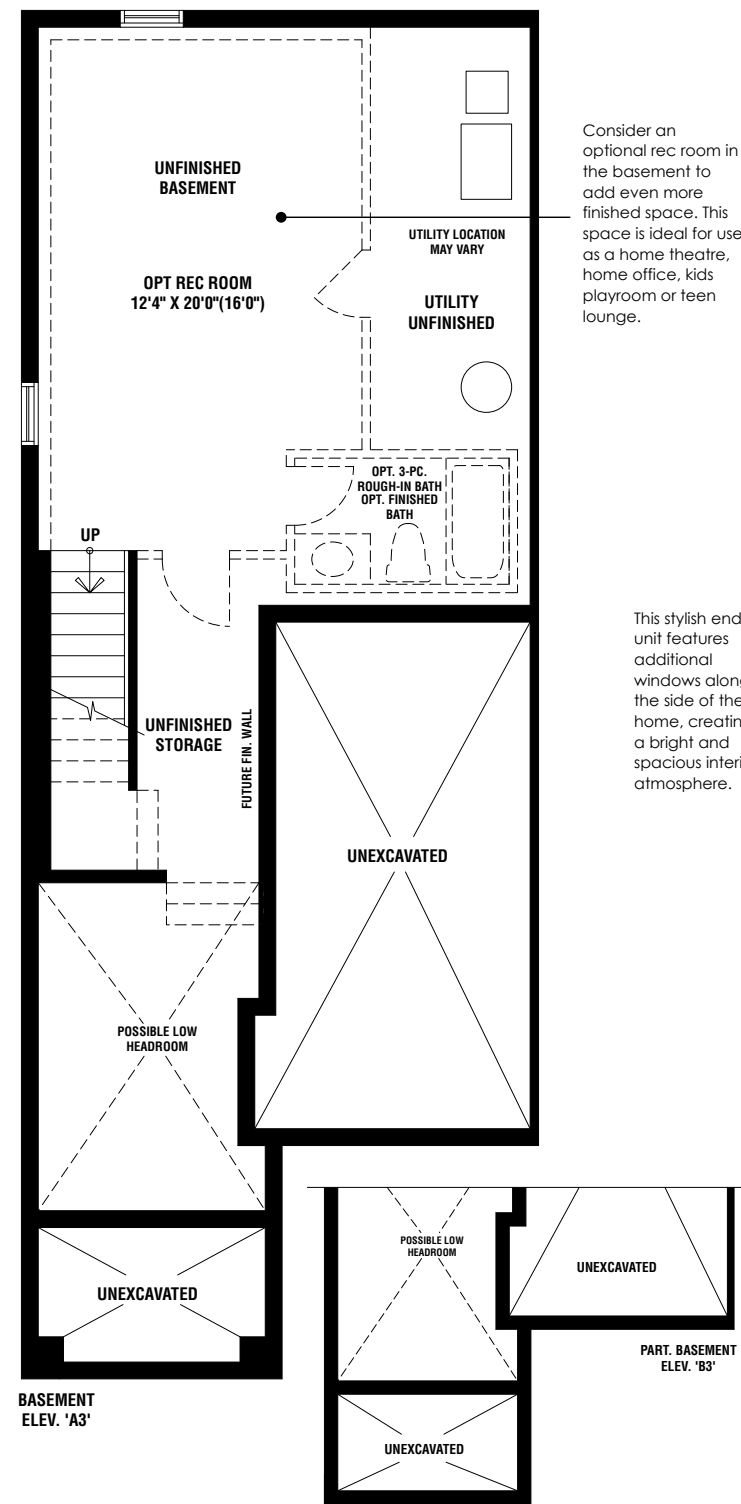 UNFINISHED
BASEMENT
OPT REC ROOM
12'4" X 20'0"(16'0")
UTILITY LOCATION
MAY VARY
UTILITY
UNFINISHED
Consider an
optional rec room in
the basement to
add even more
finished space. This
space is ideal for use
as a home theatre,
home office, kids
playroom or teen
lounge.
OPT. 3-PC.
ROUGH-IN BATH
OPT. FINISHED
BATH
UP
UNFINISHED
STORAGE
FUTURE FIN. WALL
This stylish end
unit features
additional
windows along
the side of the
home,
a bright and
spacious
atmosphere.
UNEXCAVATED
POSSIBLE LOW
HEADROOM
UNEXCAVATED
BASEMENT
ELEV. 'A3'
POSSIBLE LOW
HEADROOM
UNEXCAVATED
PART. BASEMENT
ELEV. 'B3'
UNEXCAVATED